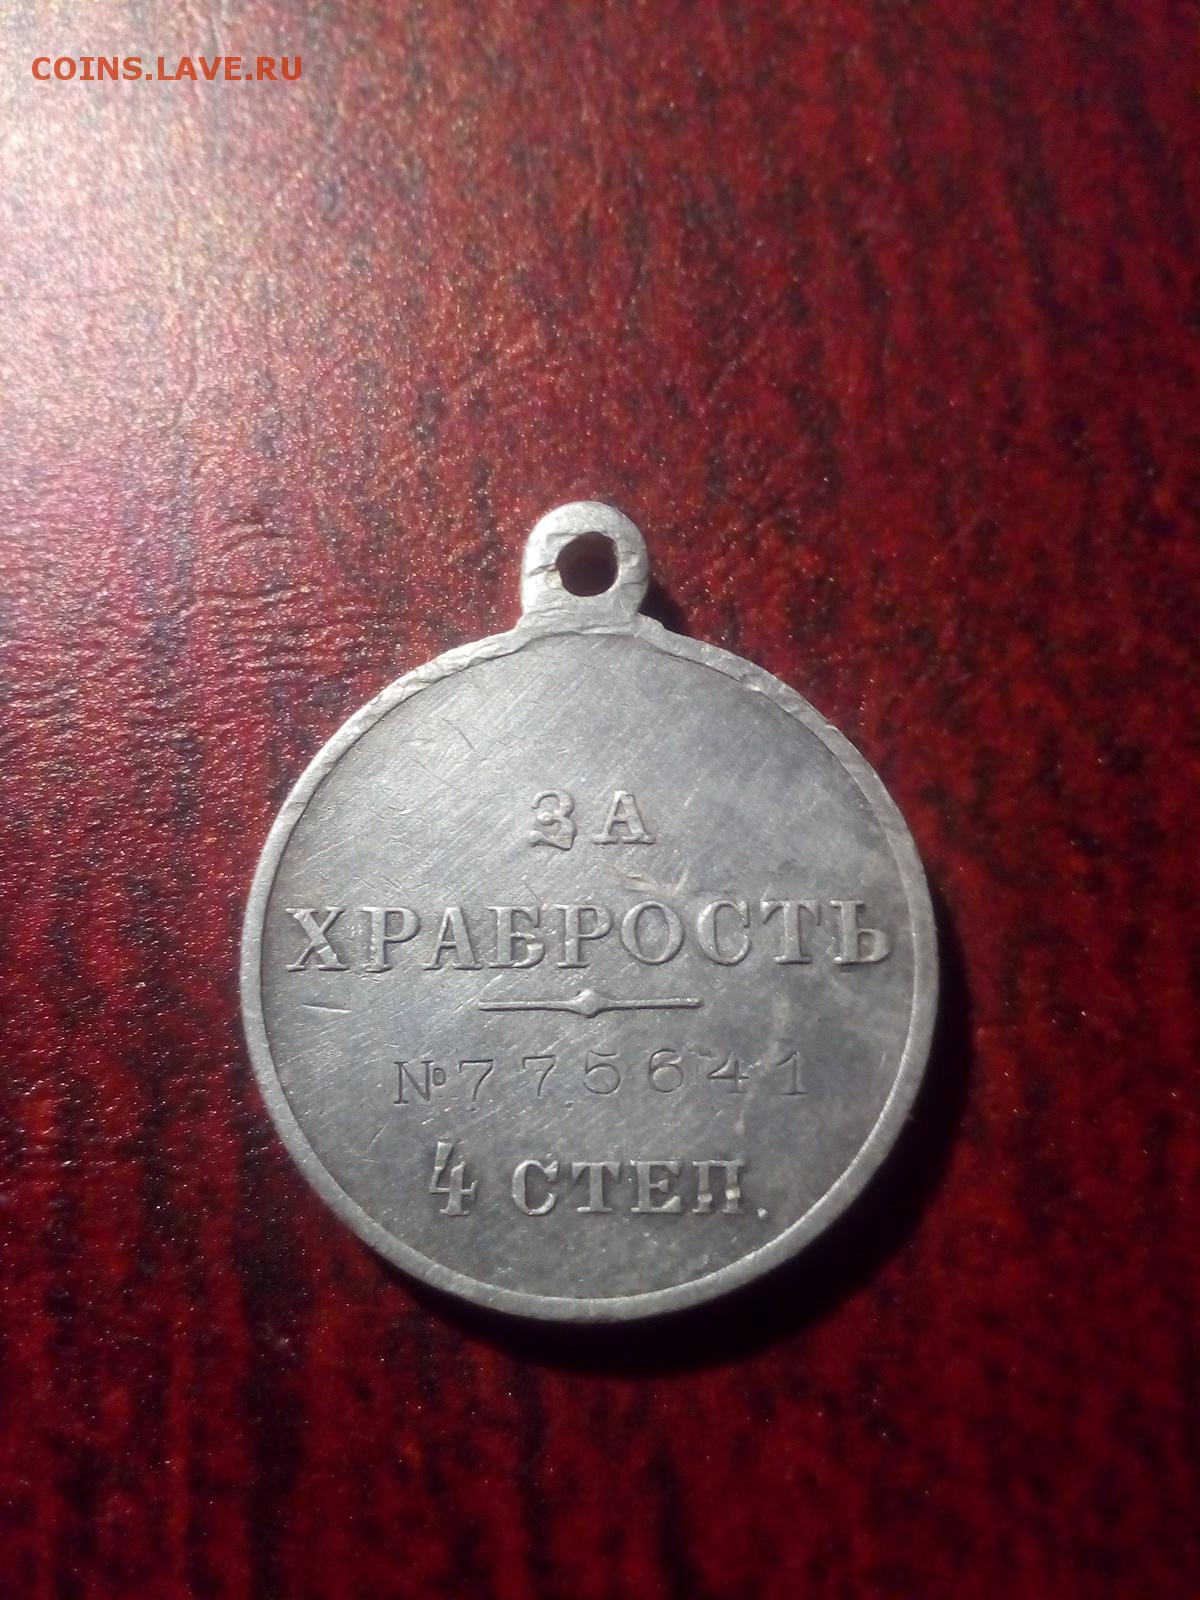 COINS.LAVE.RU
ЗА
ХРАБРОСТЬ
№775641
4 СТЕП.